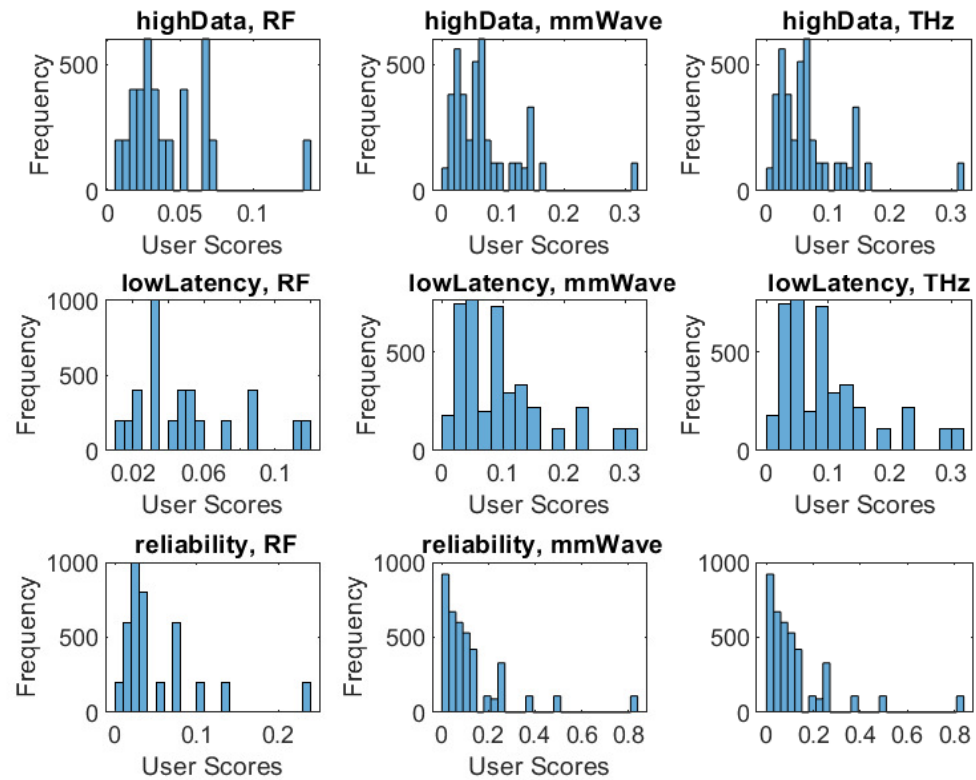 highData, RF
highData, mmWave
highData, THz
Frequency
500
0
0
0.05
0.1
User Scores
Frequency
500
0
0
0.1
0.2
0.3
User Scores
Frequency
500
0
0
0.1
0.2
0.3
User Scores
lowLatency, RF
lowLatency, mmWave
lowLatency, THz
Frequency
1000
500
0
0.02
0.06
0.1
User Scores
Frequency
500
0
0
0.1
0.2
0.3
User Scores
Frequency
500
0
0
0.1
0.2
0.3
User Scores
reliability, RF
reliability, mmWave
Frequency
1000
500
0
0
0.1
0.2
User Scores
Frequency
1000
500
0
0
0.2
0.4
0.6
0.8
User Scores
Frequency
1000
500
0
0
0.2
0.4
0.6
0.8